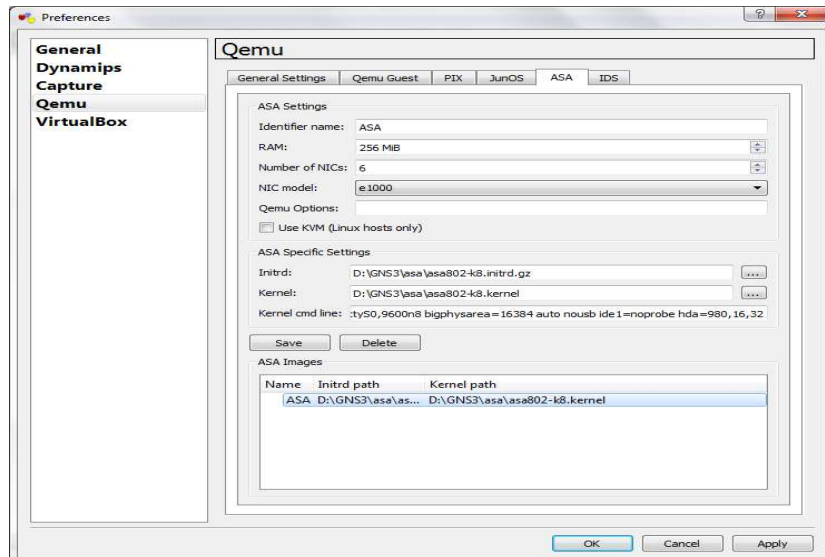 Preferences
General
Dynamips
Capture
Qemu
VirtualBox
Qemu
General Settings Qemu Guest PIX JunOS ASA IDS
ASA Settings
Identifier name: ASA
RAM: 256 MiB
Number of NICs: 6
NIC model: e1000
Qemu Options:
Use KVM (Linux hosts only)
ASA Specific Settings
Initrd: D:\GNS3\asa\asa802-k8.initrd.gz ...
Kernel: D:\GNS3\asa\asa802-k8.kernel ...
Kernel cmd line: :tyS0,9600n8 bigphysarea=16384 auto nousb ide1=noprobe hda=980,16,32
Save Delete
ASA Images
Name Initrd path Kernel path
ASA D:\GNS3\asa\as... D:\GNS3\asa\asa802-k8.kernel
OK Cancel Apply